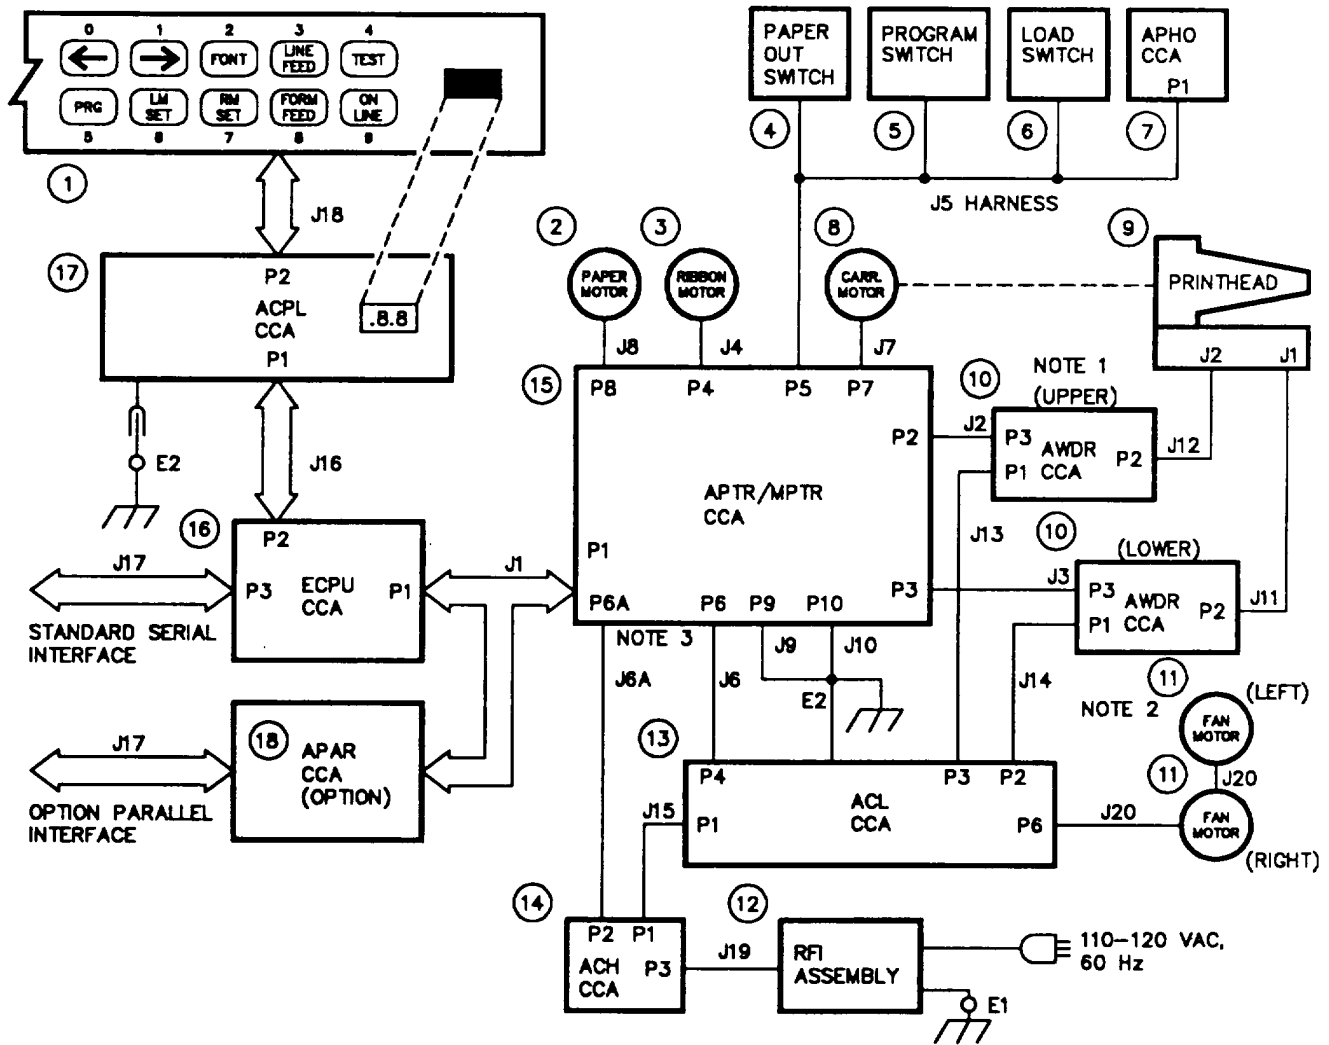 0 1 2 3 4
FONT LINE FEED TEST
PRG LM SET RM SET FORM FEED ON LINE
5 6 7 8 9
1
J18
17
P2
ACPL
CCA
.8.8
P1
E2
J16
16
P2
J17
P3
ECPU
CCA
P1
J1
STANDARD SERIAL
INTERFACE
18
APAR
CCA
(OPTION)
J17
OPTION PARALLEL
INTERFACE
PAPER
OUT
SWITCH
4
PROGRAM
SWITCH
5
LOAD
SWITCH
6
APHO
CCA
P1
7
J5 HARNESS
2
PAPER
MOTOR
J8
3
RIBBON
MOTOR
J4
8
CARR.
MOTOR
J7
9
PRINTHEAD
J2 J1
15
P8 P4 P5 P7
P2
APTR/MPTR
CCA
P1
P3
P6A P6 P9 P10
NOTE 3
J2
10
NOTE 1
(UPPER)
P3
P1
AWDR
CCA
P2
J12
J13
10
(LOWER)
J3
P3
P1
AWDR
CCA
P2
J11
J14
J6A
J6
J9
J10
E2
11
NOTE 2
FAN
MOTOR
(LEFT)
J20
11
FAN
MOTOR
(RIGHT)
J20
13
P4 P3 P2
J15
P1
ACL
CCA
P6
14
P2 P1
ACH
CCA
P3
J19
12
RFI
ASSEMBLY
110-120 VAC,
60 Hz
E1